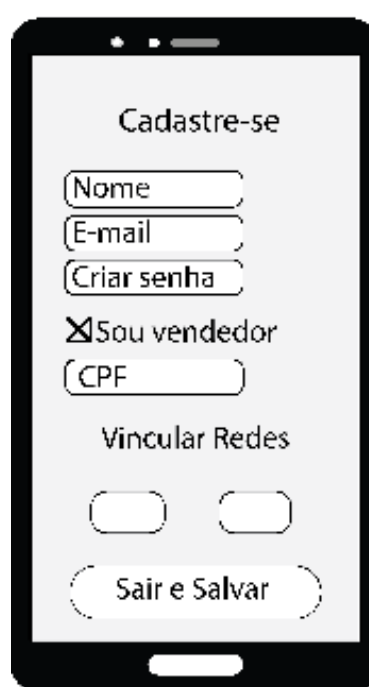 Cadastre-se
Nome
E-mail
Criar senha
Sou vendedor
CPF
Vincular Redes
Sair e Salvar